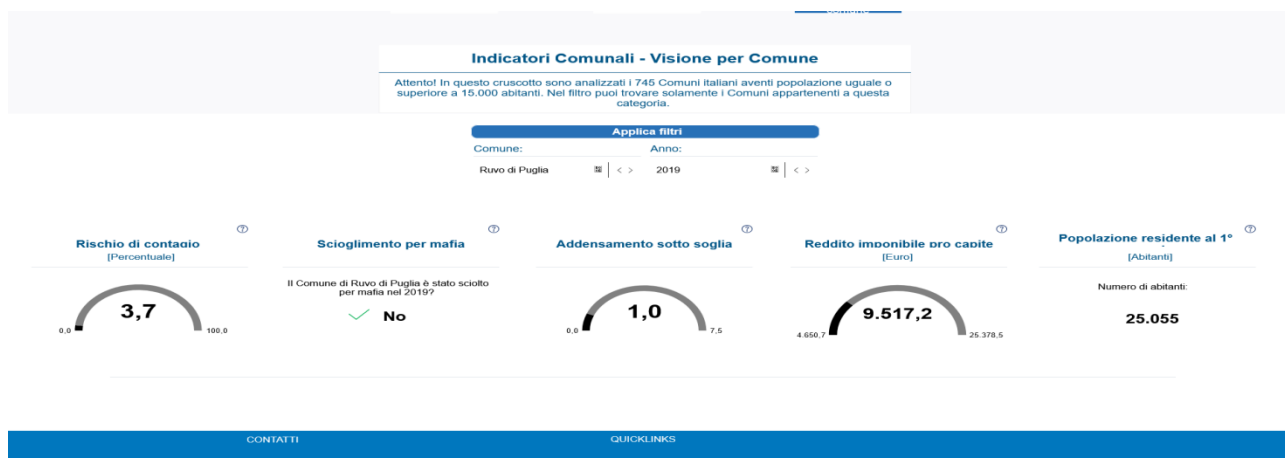 Indicatori Comunali - Visione per Comune
Attento! In questo cruscotto sono analizzati i 745 Comuni italiani aventi popolazione uguale o
superiore a 15.000 abitanti. Nel filtro puoi trovare solamente i Comuni appartenenti a questa
categoria.
Applica filtri
Comune:
Anno:
Ruvo di Puglia
< >
2019
< >
Rischio di contagio
[Percentuale]
3,7
0,0
100,0
Scioglimento per mafia
Il Comune di Ruvo di Puglia è stato sciolto
per mafia nel 2019?
No
Addensamento sotto soglia
1,0
0,0
7,5
Reddito imponibile pro capite
[Euro]
9.517,2
4.650,7
25.378,5
Popolazione residente al 1°
[Abitanti]
Numero di abitanti:
25.055
CONTATTI
QUICKLINKS